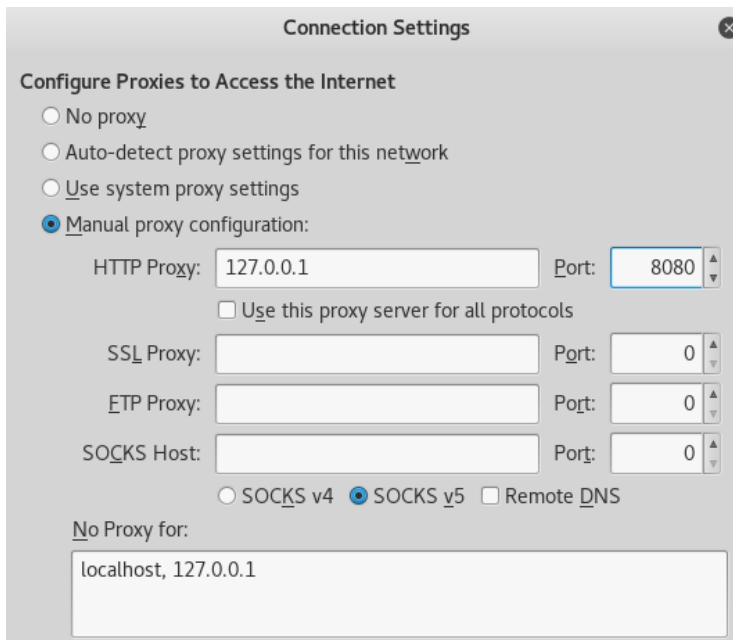 Connection Settings
Configure Proxies to Access the Internet
No proxy
Auto-detect proxy settings for this network
Use system proxy settings
Manual proxy configuration:
HTTP Proxy: 127.0.0.1 Port: 8080
Use this proxy server for all protocols
SSL Proxy: Port: 0
FTP Proxy: Port: 0
SOCKS Host: Port: 0
SOCKS v4 SOCKS v5 Remote DNS
No Proxy for:
localhost, 127.0.0.1